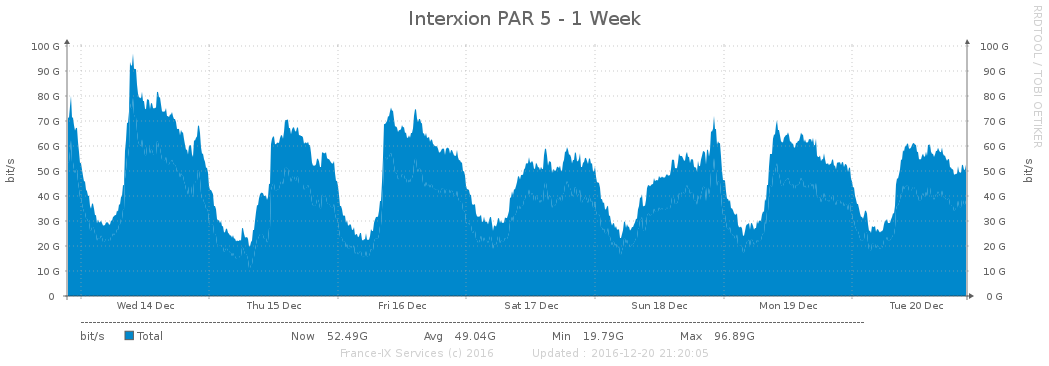 Interxion PAR 5 - 1 Week
RRDTOOL / TOBI OETIKER
100 G 100 G
90 G 90 G
80 G 80 G
70 G 70 G
60 G 60 G
50 G 50 G
40 G 40 G
30 G 30 G
20 G 20 G
10 G 10 G
0 0 G
bit/s bit/s
Wed 14 Dec Thu 15 Dec Fri 16 Dec Sat 17 Dec Sun 18 Dec Mon 19 Dec Tue 20 Dec
bit/s Total Now 52.49G Avg 49.04G Min 19.79G Max 96.89G
France-IX Services (c) 2016 Updated : 2016-12-20 21:20:05